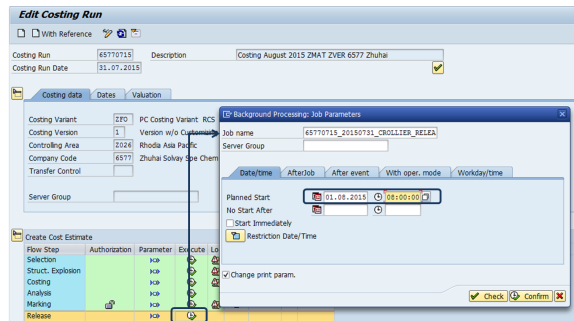 Edit Costing Run
With Reference
Costing Run 65770715 Description Costing August 2015 ZMAT ZVER 6577 Zhuhai
Costing Run Date 31.07.2015
Costing data Dates Valuation
Costing Variant ZPO PC Costing Variant RCS
Costing Version 1 Version w/o Customizi
Controlling Area Z026 Rhodia Asia Pacific
Company Code 6577 Zhuhai Solvay Spe Chem
Transfer Control
Server Group
Background Processing: Job Parameters
Job name 65770715_20150731_CROLLIER_RELEA
Server Group
Date/time AfterJob After event With oper. mode Workday/time
Planned Start 01.08.2015 08:00:00
No Start After
Start Immediately
Restriction Date/Time
Change print param.
Check Confirm
Create Cost Estimate
Flow Step Authorization Parameter Execute Lo
Selection
Struct. Explosion
Costing
Analysis
Marking
Release